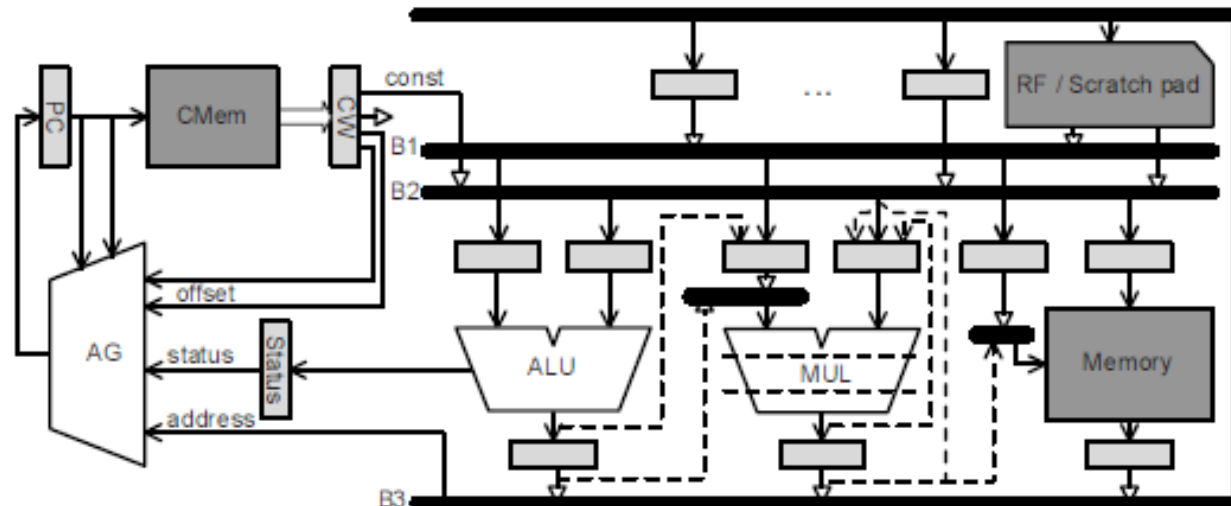 const
RF / Scratch pad
PC
CMem
CW
...
B1
B2
offset
AG
status
Status
ALU
MUL
Memory
address
B3